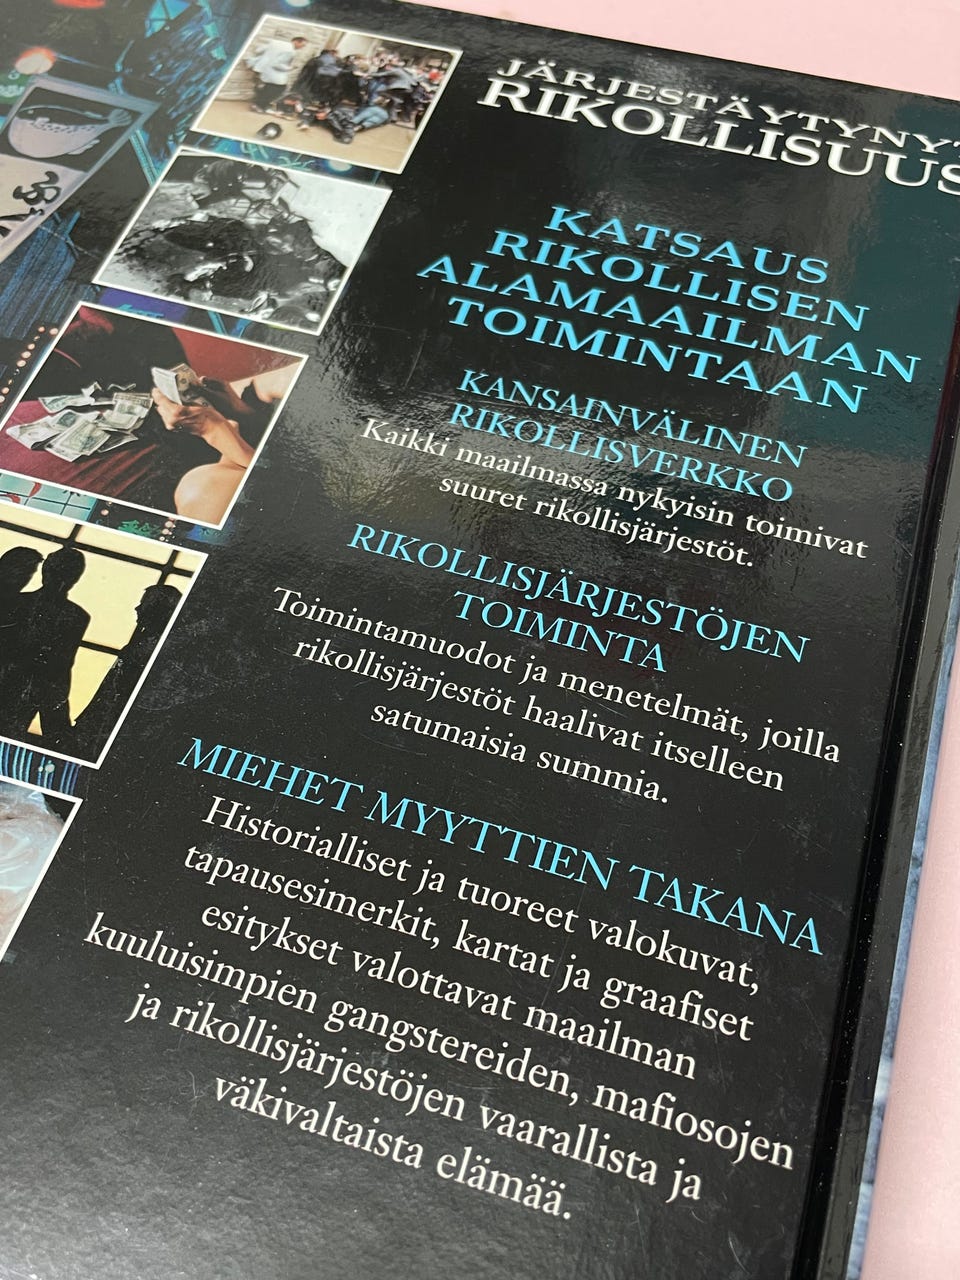 JÄRJESTÄYTYNYT
RIKOLLISUUS
KATSAUS
RIKOLLISEN
ALAMAAILMAN
TOIMINTAAN
KANSAINVÄLINEN
RIKOLLISVERKKO
Kaikki maailmassa nykyisin toimivat
suuret rikollisjärjestöt.
RIKOLLISJÄRJESTÖJEN
TOIMINTA
Toimintamuodot ja menetelmät, joilla
rikollisjärjestöt haalivat itselleen
satumaisia summia.
MIEHET MYYTTIEN TAKANA
Historialliset ja tuoreet valokuvat,
tapausesimerkit, kartat ja graafiset
esitykset valottavat maailman
kuuluisimpien gangstereiden, mafiosojen
ja rikollisjärjestöjen vaarallista ja
väkivaltaista elämää.